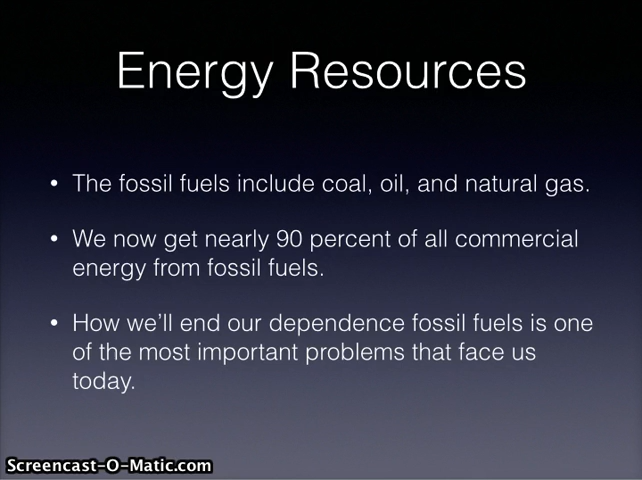 Energy Resources
• The fossil fuels include coal, oil, and natural gas.
• We now get nearly 90 percent of all commercial
energy from fossil fuels.
• How we'll end our dependence fossil fuels is one
of the most important problems that face us
today.
Screencast-O-Matic.com